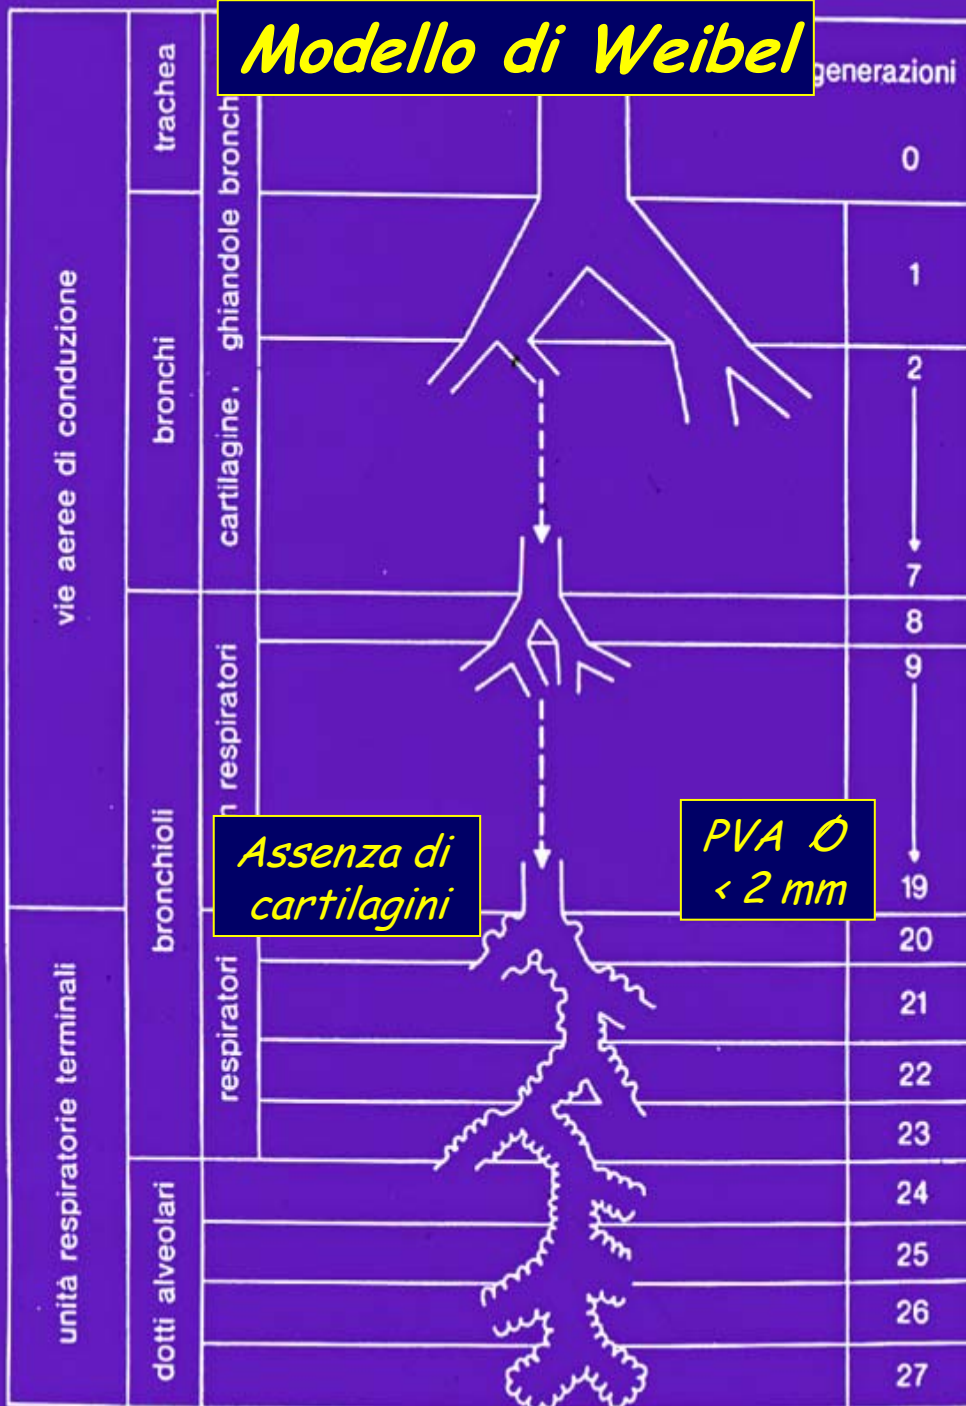 Modello di Weibel
generazioni
trachea
bronchi
bronchioli
dotti alveolari
vie aeree di conduzione
unità respiratorie terminali
cartilagine, ghiandole
respiratori
respiratori
Assenza di
cartilagini
PVA Ø
< 2 mm
0
1
2
7
8
9
19
20
21
22
23
24
25
26
27